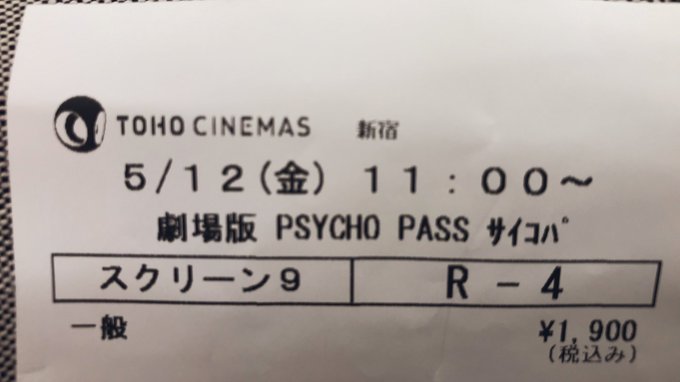 TOHO CINEMAS 新宿
5/12(金) 11:00～
劇場版 PSYCHO PASS サイコパ
スクリーン9 R-4
一般 ¥1,900
(税込み)